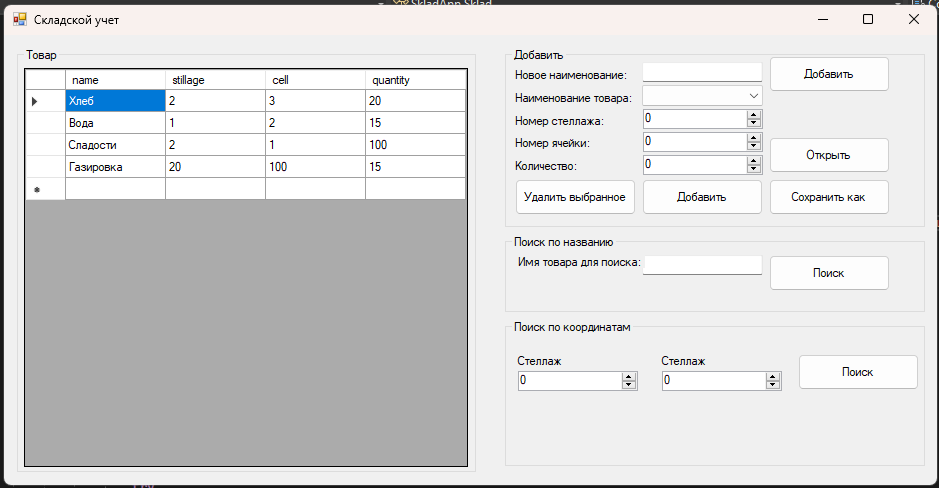 SkladApp.Sklad
Складской учет
Товар
name stillage cell quantity
Хлеб 2 3 20
Вода 1 2 15
Сладости 2 1 100
Газировка 20 100 15
Добавить
Новое наименование:
Добавить
Наименование товара:
Номер стеллажа: 0
Номер ячейки: 0
Открыть
Количество: 0
Удалить выбранное Добавить Сохранить как
Поиск по названию
Имя товара для поиска:
Поиск
Поиск по координатам
Стеллаж Стеллаж
0 0
Поиск